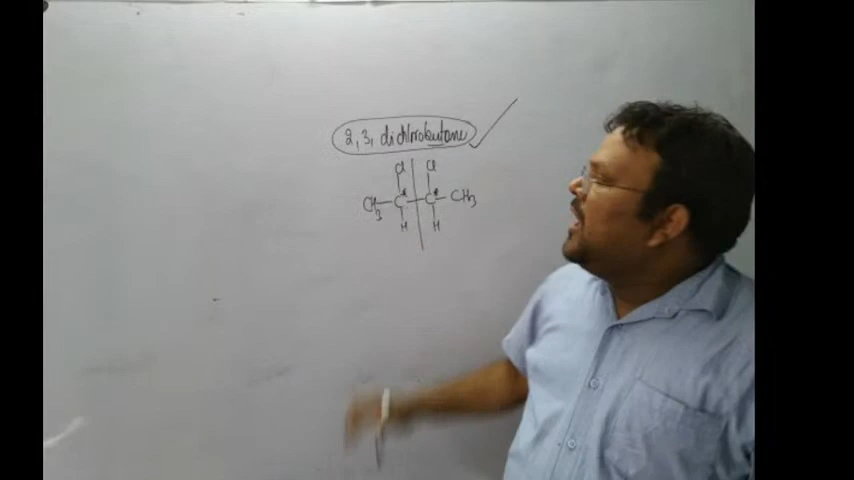 2, 3, dichlorobutane
Cl Cl
CH3 — C* — C* — CH3
H H